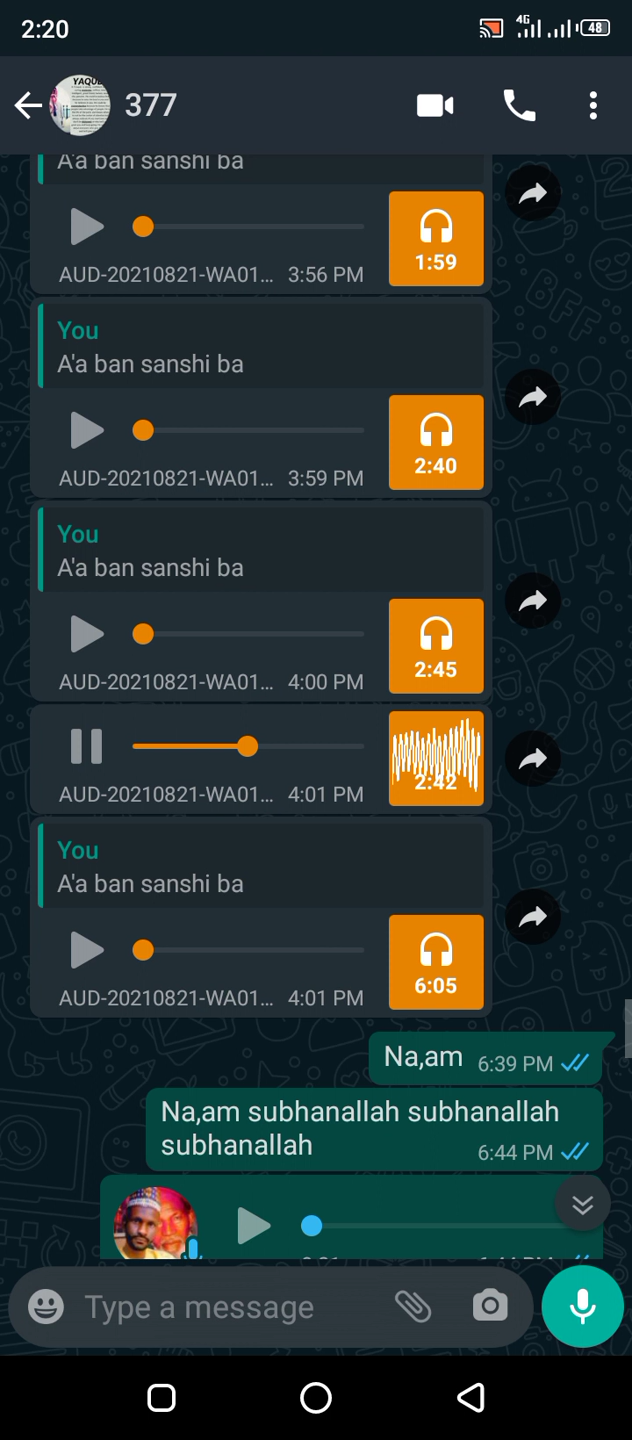 2:20
4G
48
YAQUB
377
A'a ban sanshi ba
1:59
AUD-20210821-WA01... 3:56 PM
You
A'a ban sanshi ba
2:40
AUD-20210821-WA01... 3:59 PM
You
A'a ban sanshi ba
2:45
AUD-20210821-WA01... 4:00 PM
2:42
AUD-20210821-WA01... 4:01 PM
You
A'a ban sanshi ba
6:05
AUD-20210821-WA01... 4:01 PM
Na,am 6:39 PM
Na,am subhanallah subhanallah
subhanallah 6:44 PM
Type a message